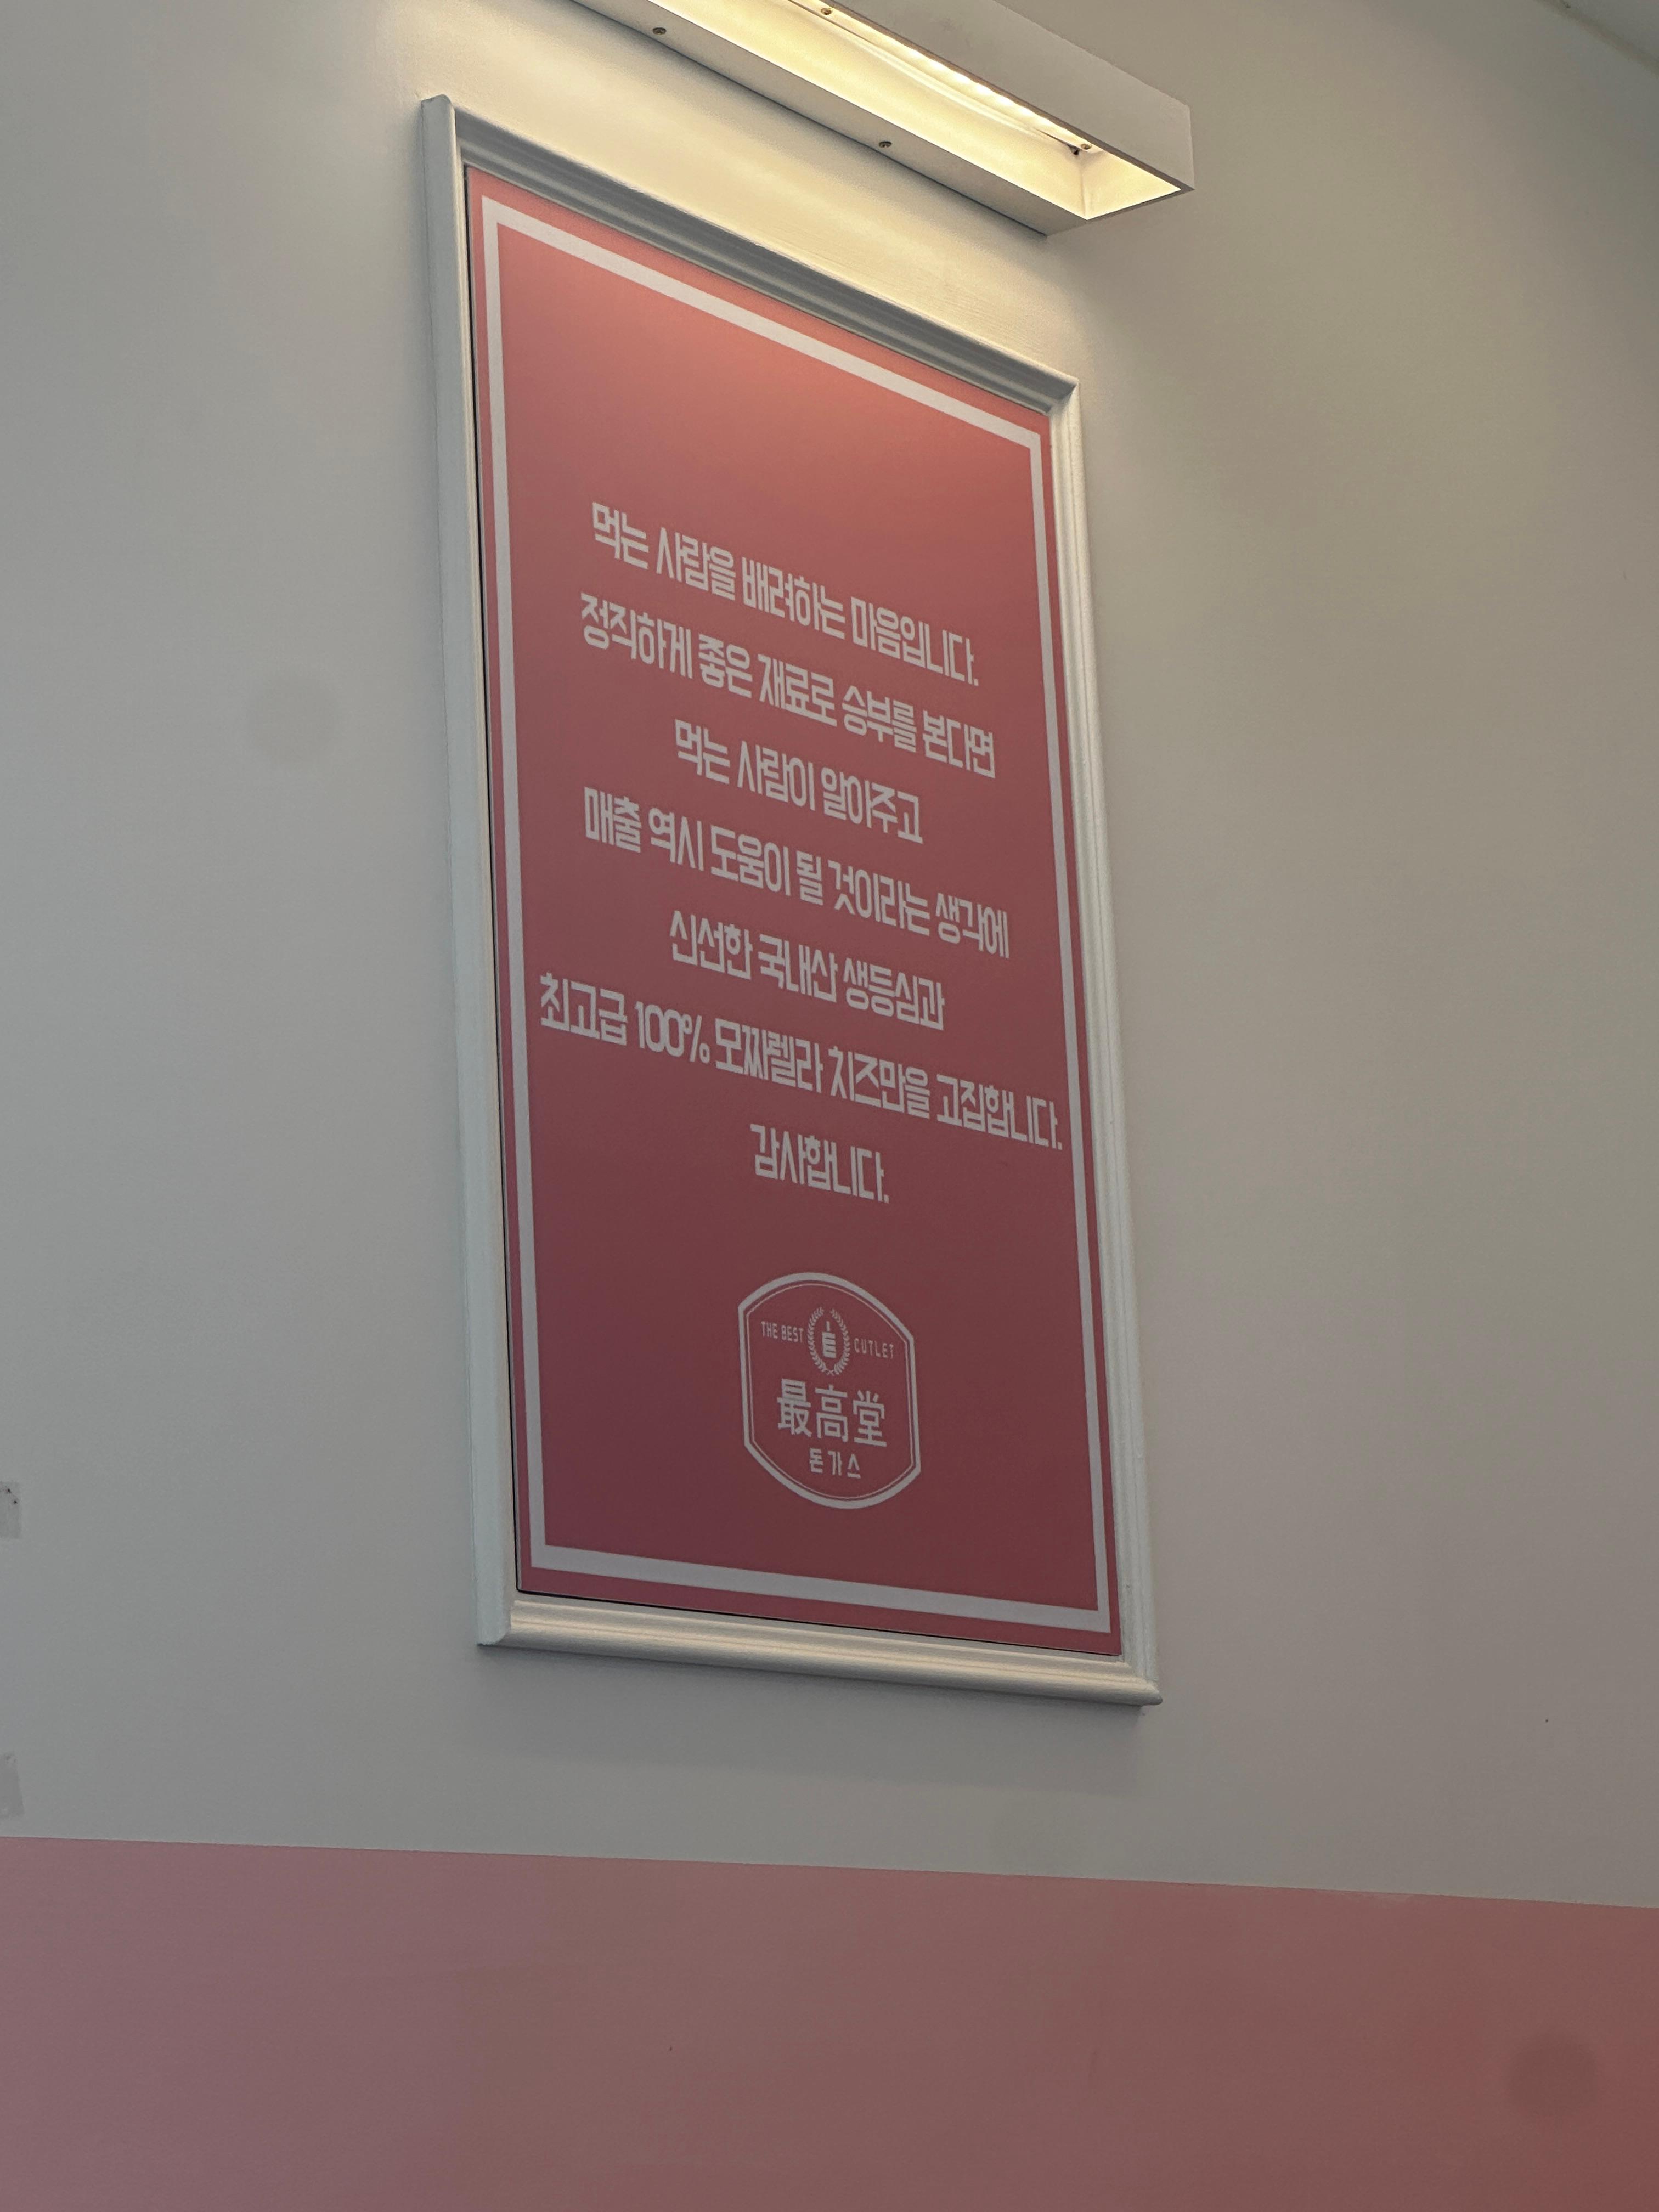 먹는 사람을 배려하는 마음입니다.
정직하게 좋은 재료로 승부를 본다면
먹는 사람이 알아주고
매출 역시 도움이 될 것이라는 생각에
신선한 국내산 생등심과
최고급 100% 모짜렐라 치즈만을 고집합니다.
감사합니다.
THE BEST CUTLET
最高堂
돈가스